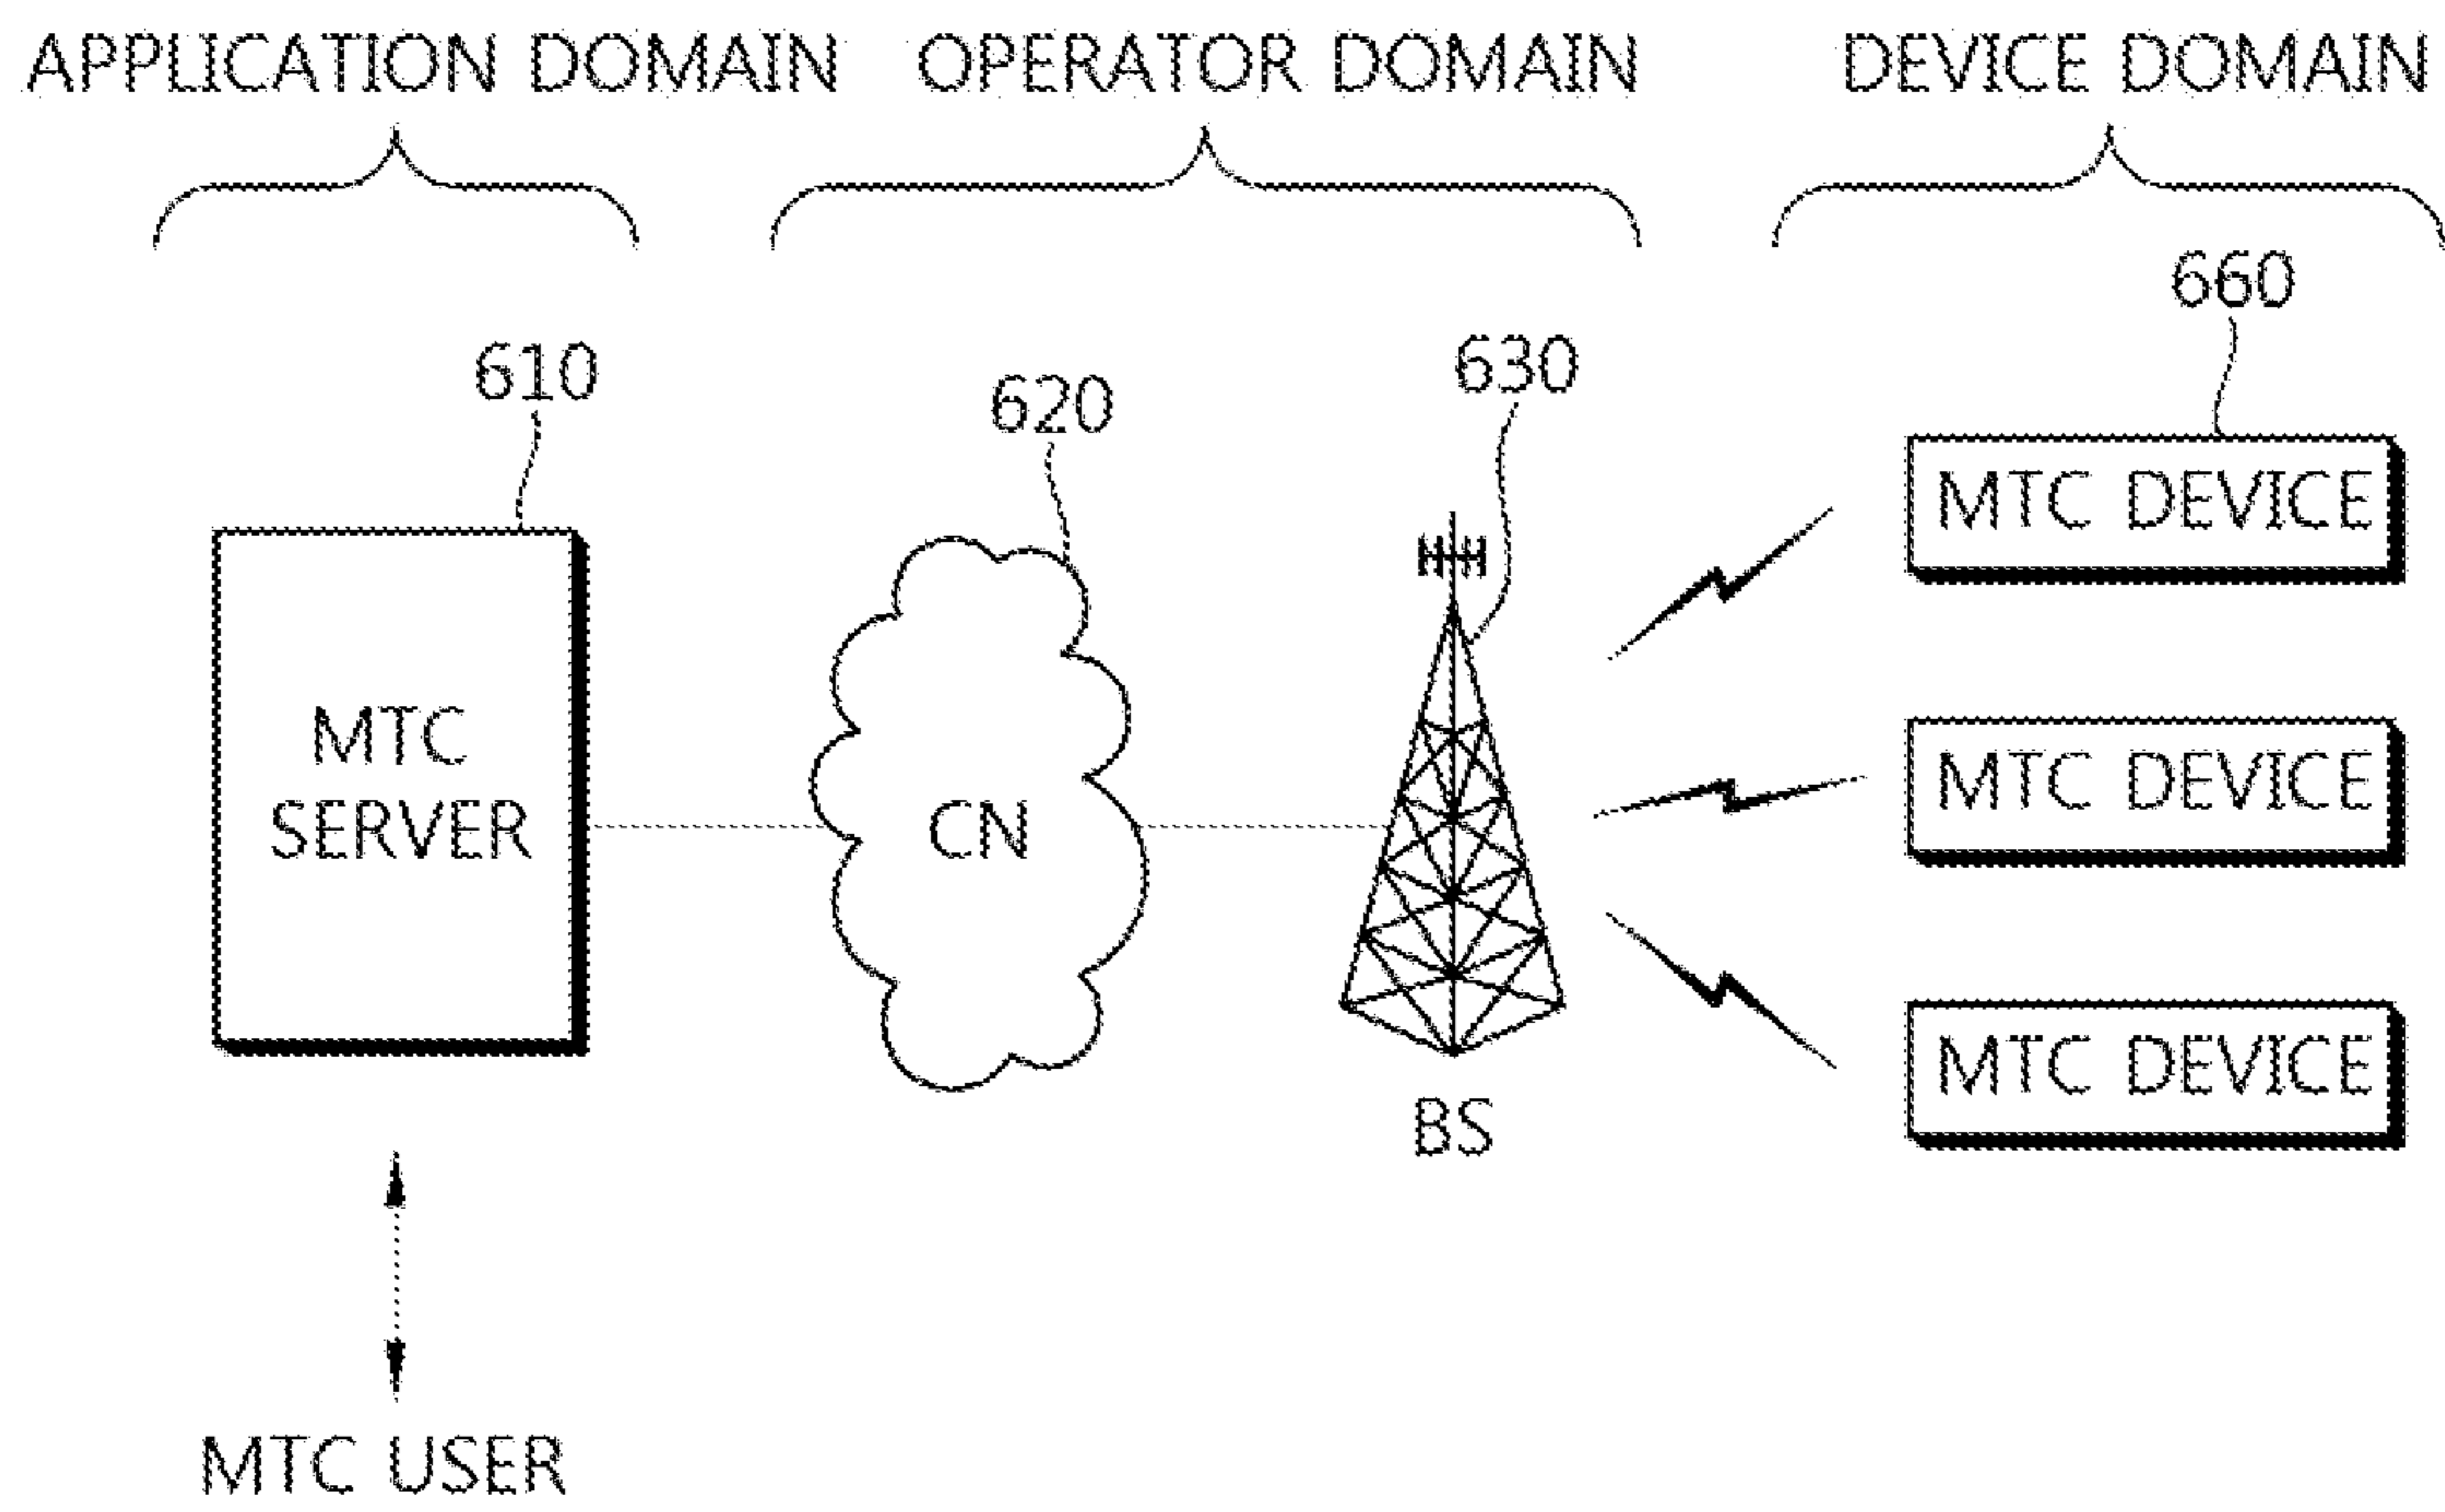 APPLICATION DOMAIN
OPERATOR DOMAIN
DEVICE DOMAIN
610
620
630
660
MTC
SERVER
CN
BS
MTC DEVICE
MTC DEVICE
MTC DEVICE
MTC USER